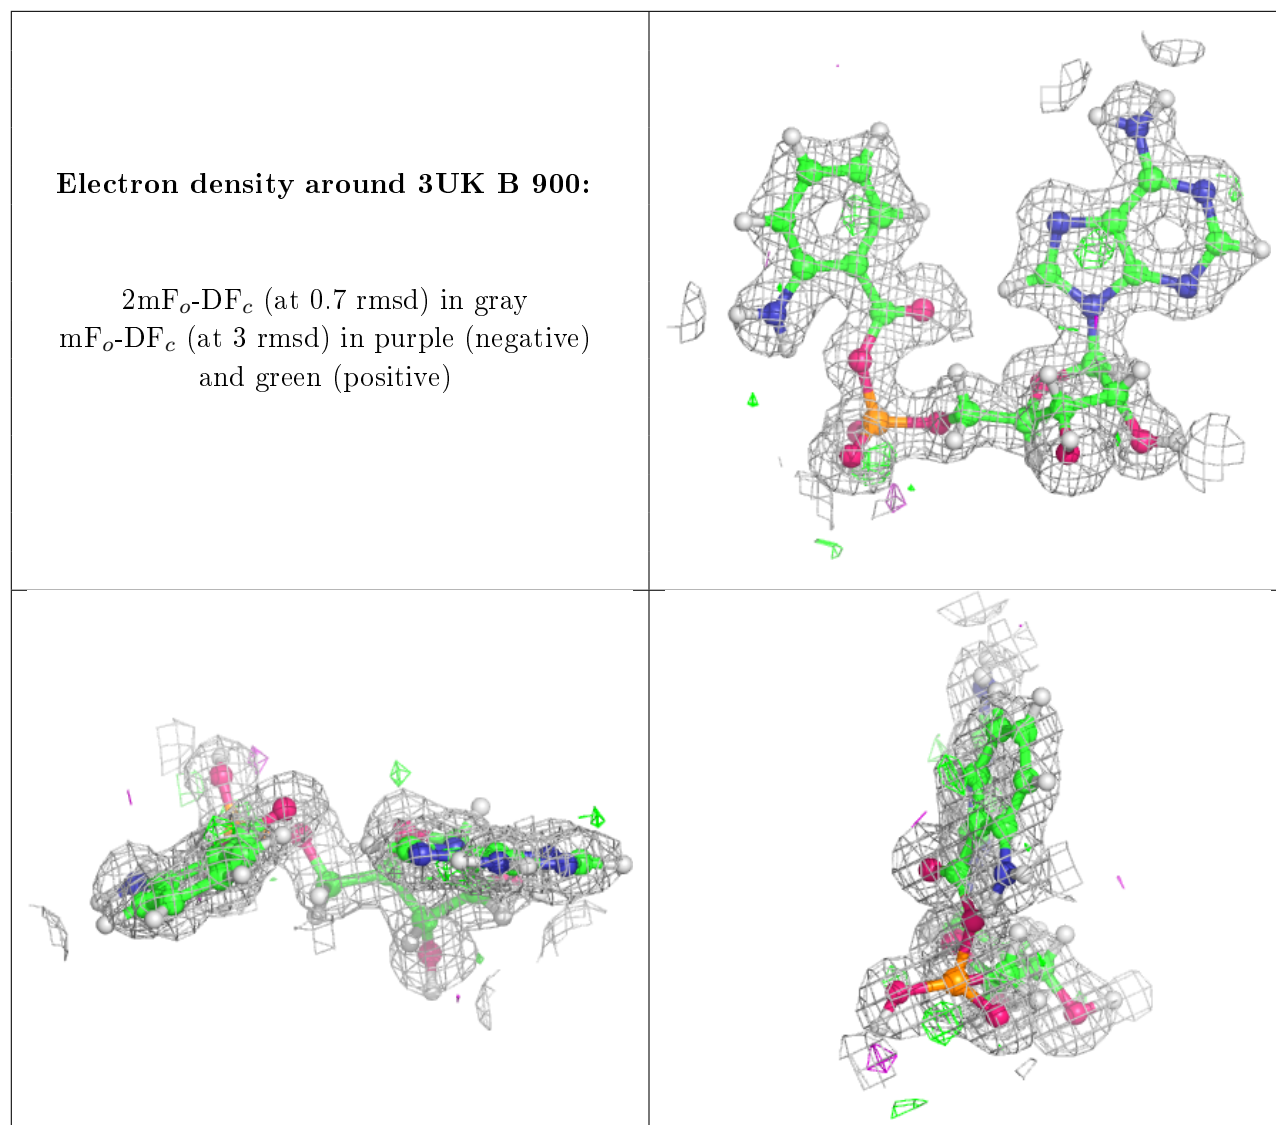 Electron density around 3UK B 900:
2mFₒ-DF𝒸 (at 0.7 rmsd) in gray
mFₒ-DF𝒸 (at 3 rmsd) in purple (negative)
and green (positive)